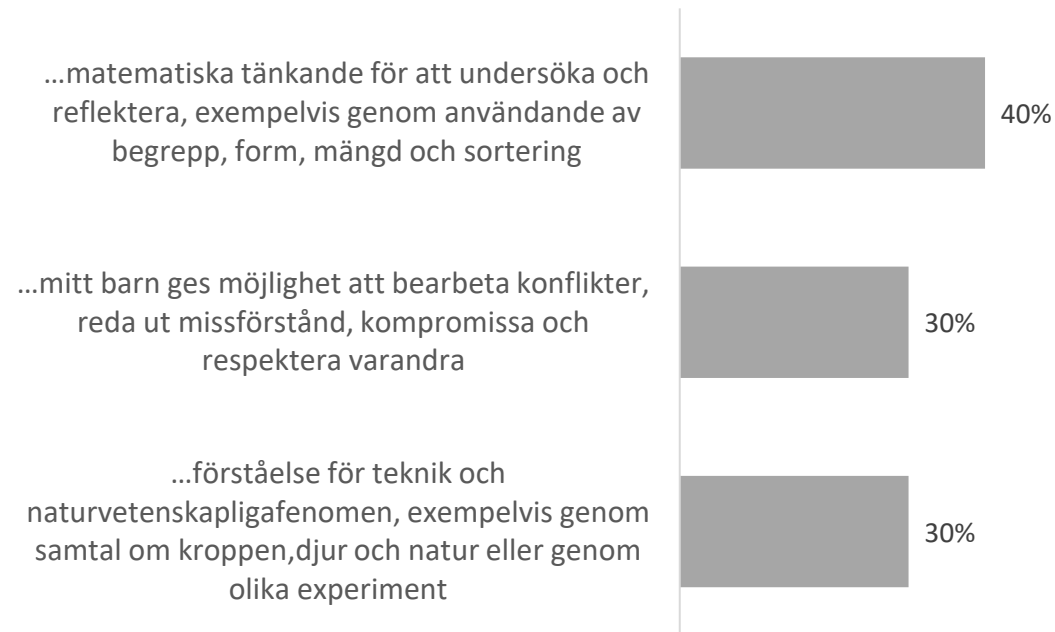 ...matematiska tänkande för att undersöka och
reflektera, exempelvis genom användande av
begrepp, form, mängd och sortering
40%
...mitt barn ges möjlighet att bearbeta konflikter,
reda ut missförstånd, kompromissa och
respektera varandra
30%
...förståelse för teknik och
naturvetenskapligafenomen, exempelvis genom
samtal om kroppen,djur och natur eller genom
olika experiment
30%